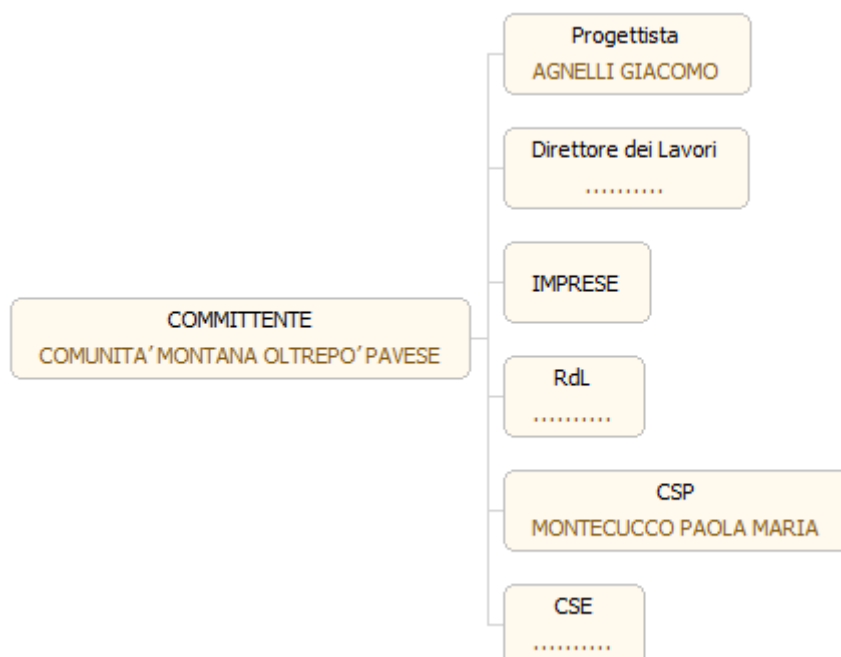 Progettista
AGNELLI GIACOMO
Direttore dei Lavori
..........
IMPRESE
COMMITTENTE
COMUNITA´ MONTANA OLTREPO´ PAVESE
RdL
..........
CSP
MONTECUCCO PAOLA MARIA
CSE
..........